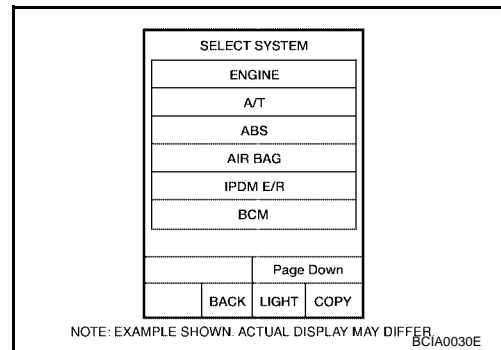 SELECT SYSTEM
ENGINE
A/T
ABS
AIR BAG
IPDM E/R
BCM
Page Down
BACK LIGHT COPY
NOTE: EXAMPLE SHOWN. ACTUAL DISPLAY MAY DIFFER.
BCIA0030E